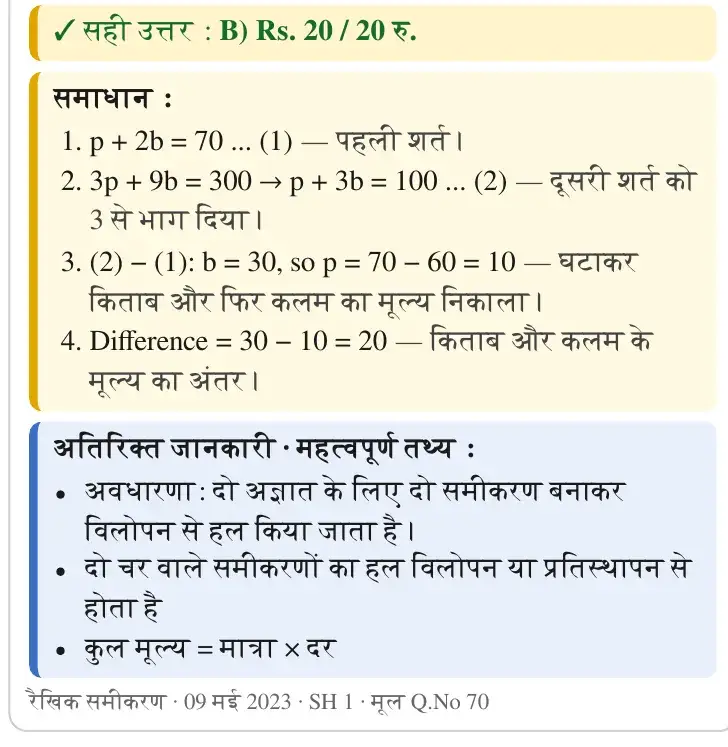 ✓ सही उत्तर : B) Rs. 20 / 20 रु.
समाधान :
1. p + 2b = 70 ... (1) — पहली शर्त।
2. 3p + 9b = 300 → p + 3b = 100 ... (2) — दूसरी शर्त को
3 से भाग दिया।
3. (2) − (1): b = 30, so p = 70 − 60 = 10 — घटाकर
किताब और फिर कलम का मूल्य निकाला।
4. Difference = 30 − 10 = 20 — किताब और कलम के
मूल्य का अंतर।
अतिरिक्त जानकारी · महत्वपूर्ण तथ्य :
• अवधारणा : दो अज्ञात के लिए दो समीकरण बनाकर
विलोपन से हल किया जाता है।
• दो चर वाले समीकरणों का हल विलोपन या प्रतिस्थापन से
होता है
• कुल मूल्य = मात्रा × दर
रैखिक समीकरण · 09 मई 2023 · SH 1 · मूल Q.No 70